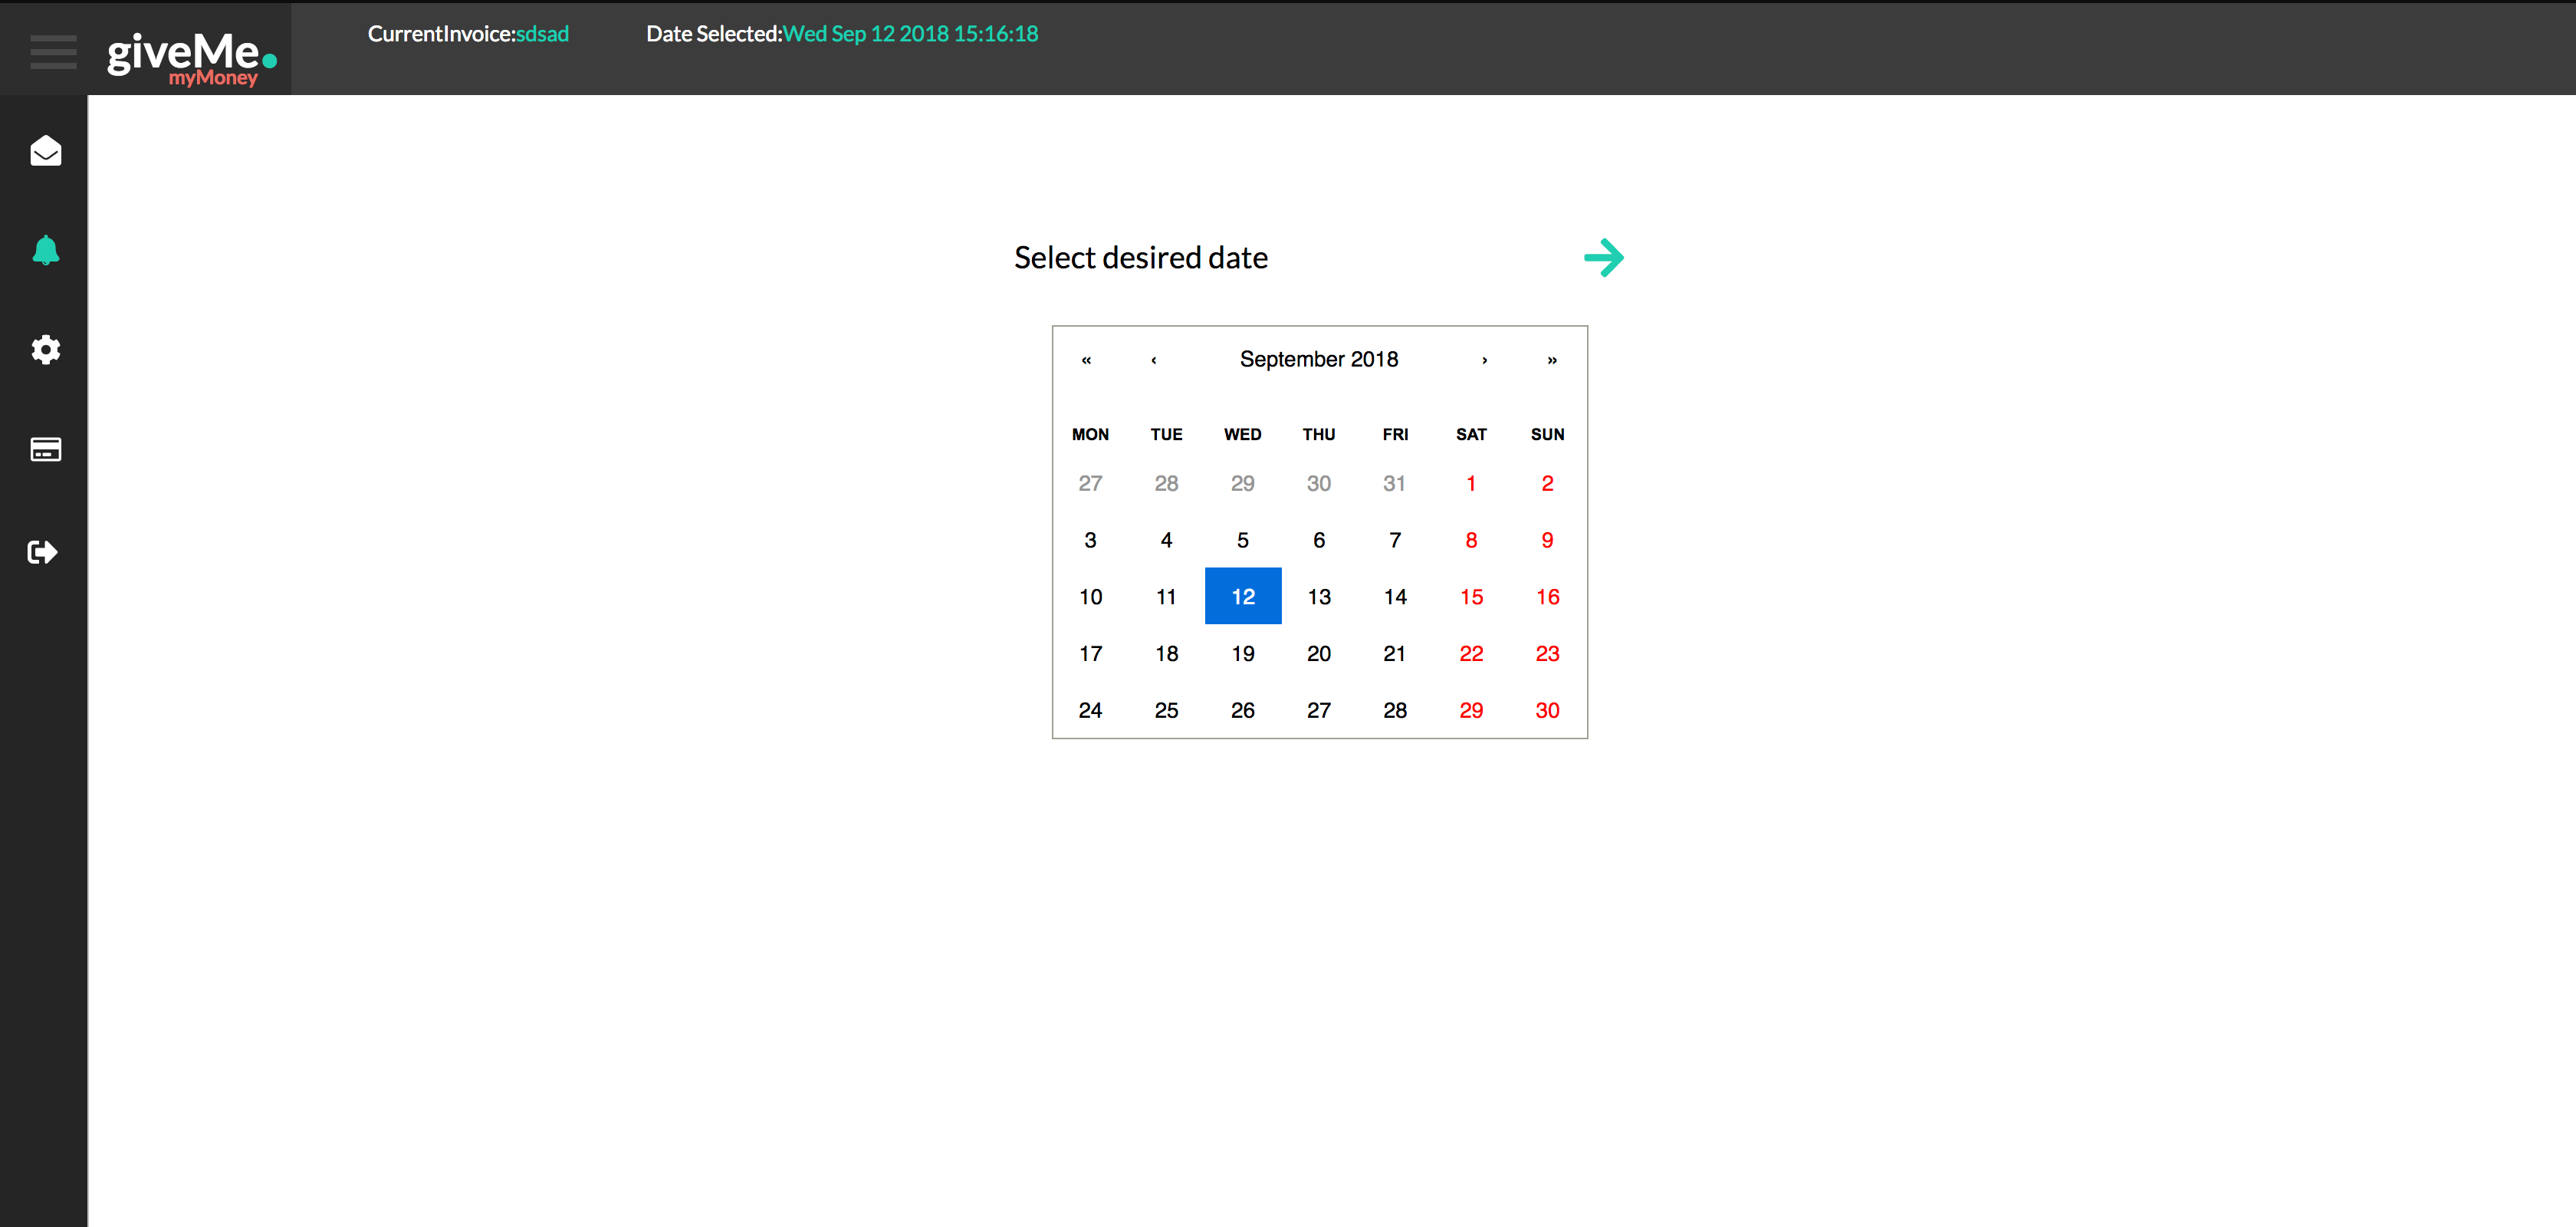 giveMe.
myMoney
CurrentInvoice:sdsad
Date Selected:Wed Sep 12 2018 15:16:18
Select desired date
« ‹ September 2018 › »
MON TUE WED THU FRI SAT SUN
27 28 29 30 31 1 2
3 4 5 6 7 8 9
10 11 12 13 14 15 16
17 18 19 20 21 22 23
24 25 26 27 28 29 30